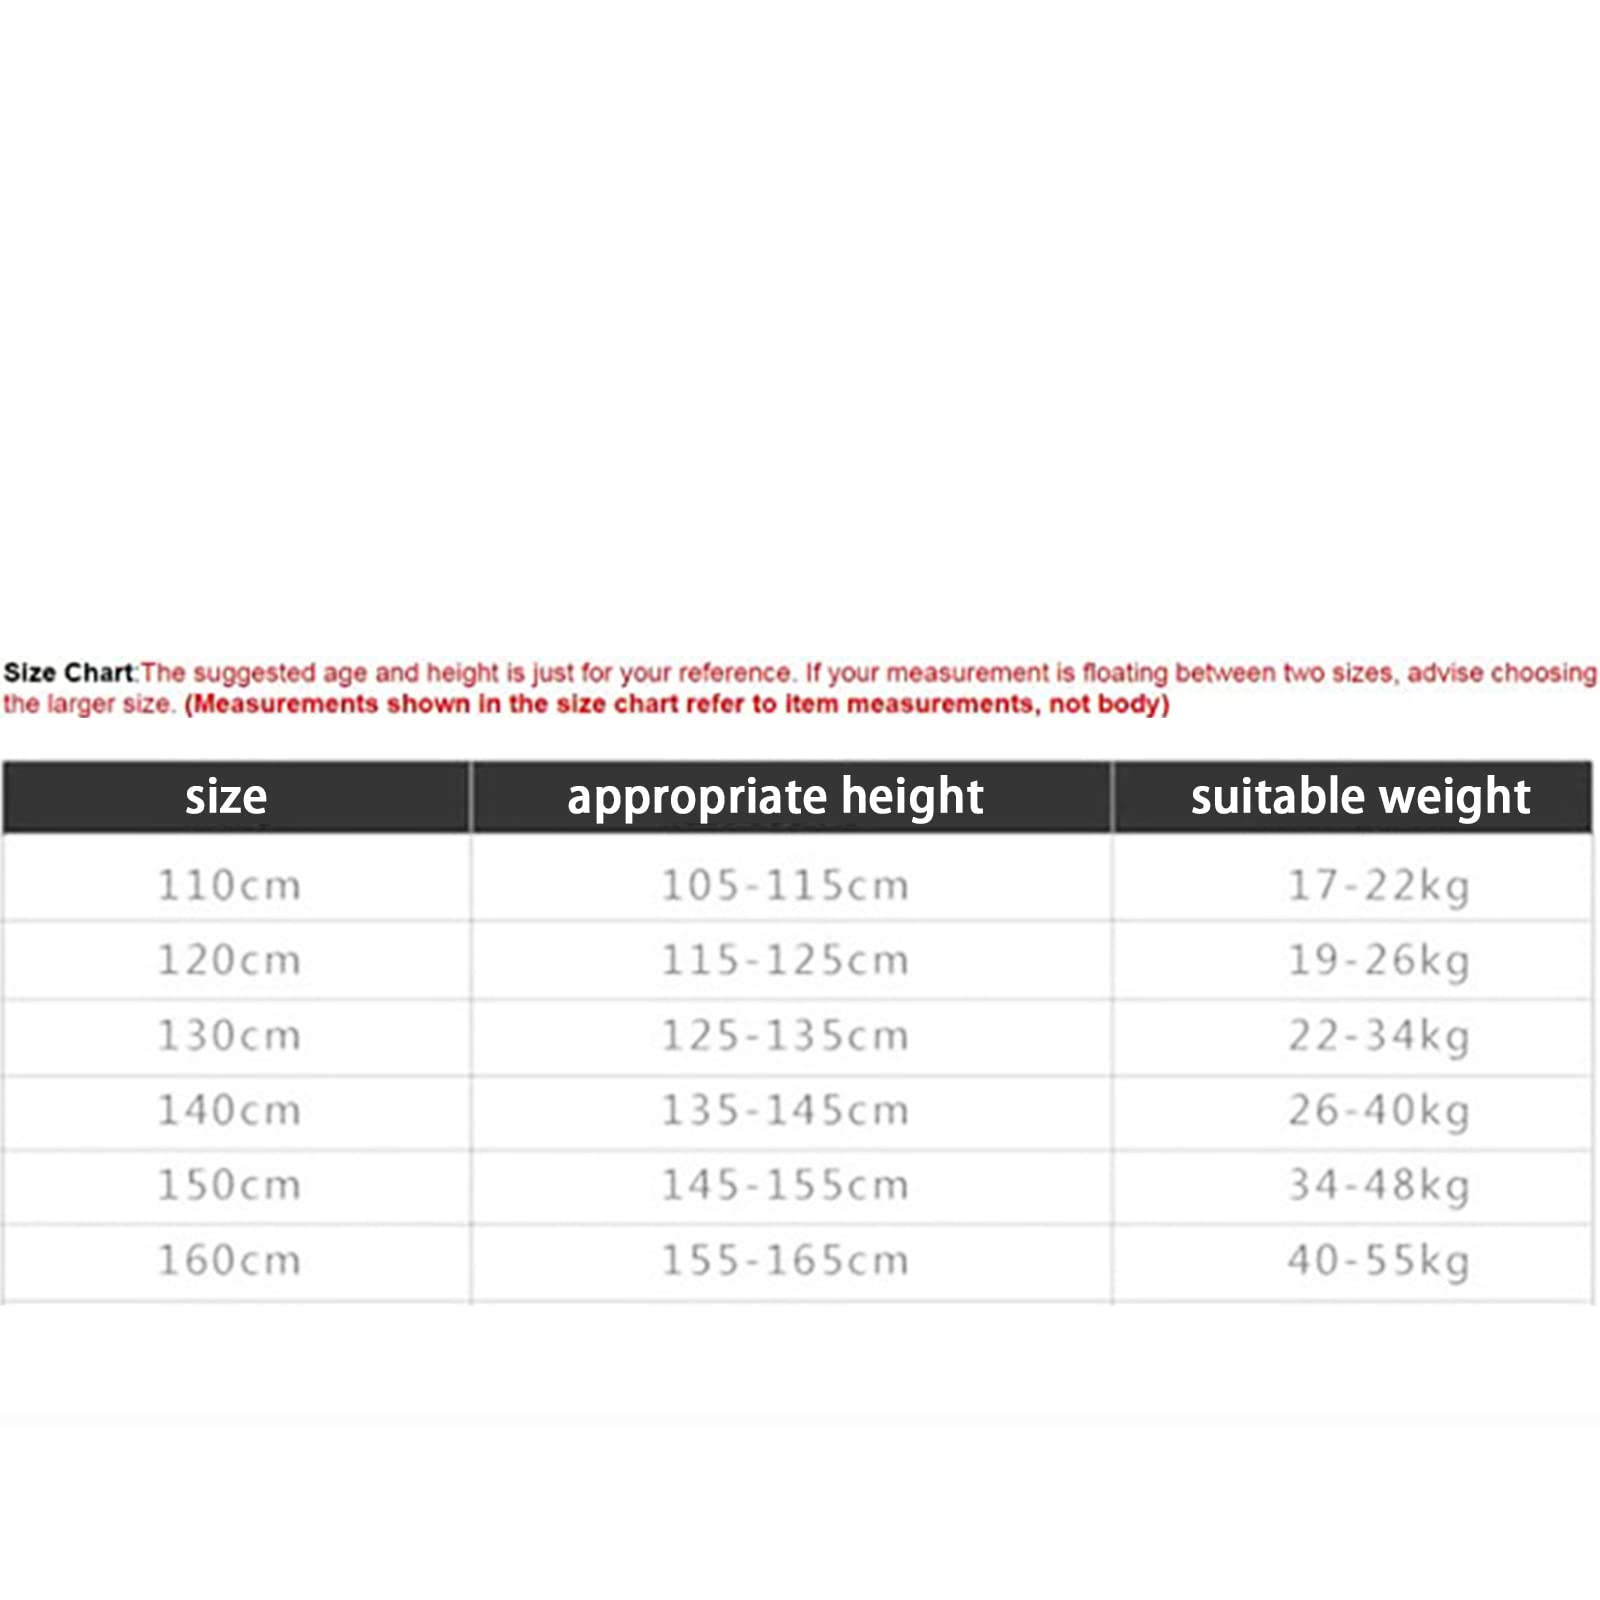 Size Chart:The suggested age and height is just for your reference. If your measurement is floating between two sizes, advise choosing
the larger size. (Measurements shown in the size chart refer to item measurements, not body)
size appropriate height suitable weight
110cm 105-115cm 17-22kg
120cm 115-125cm 19-26kg
130cm 125-135cm 22-34kg
140cm 135-145cm 26-40kg
150cm 145-155cm 34-48kg
160cm 155-165cm 40-55kg